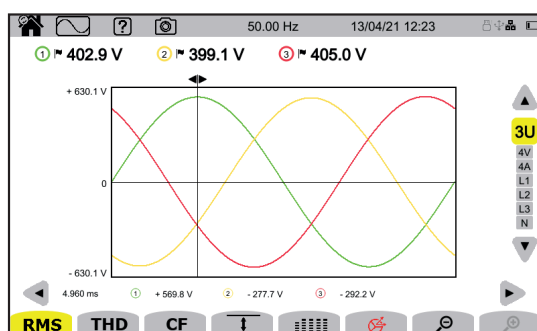 ? 50.00 Hz 13/04/21 12:23
1 402.9 V 2 399.1 V 3 405.0 V
+ 630.1 V
0
- 630.1 V
3U
4V
4A
L1
L2
L3
N
4.960 ms 1 + 569.8 V 2 - 277.7 V 3 - 292.2 V
RMS THD CF